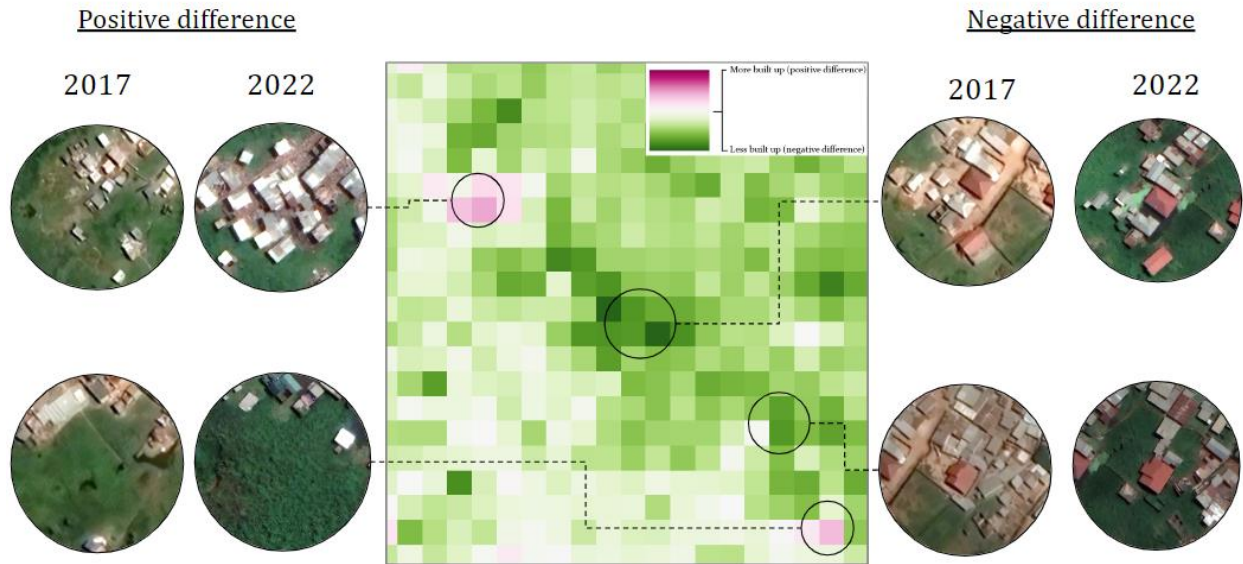 Positive difference
Negative difference
2017 2022
2017 2022
More built up (positive difference)
Less built up (negative difference)